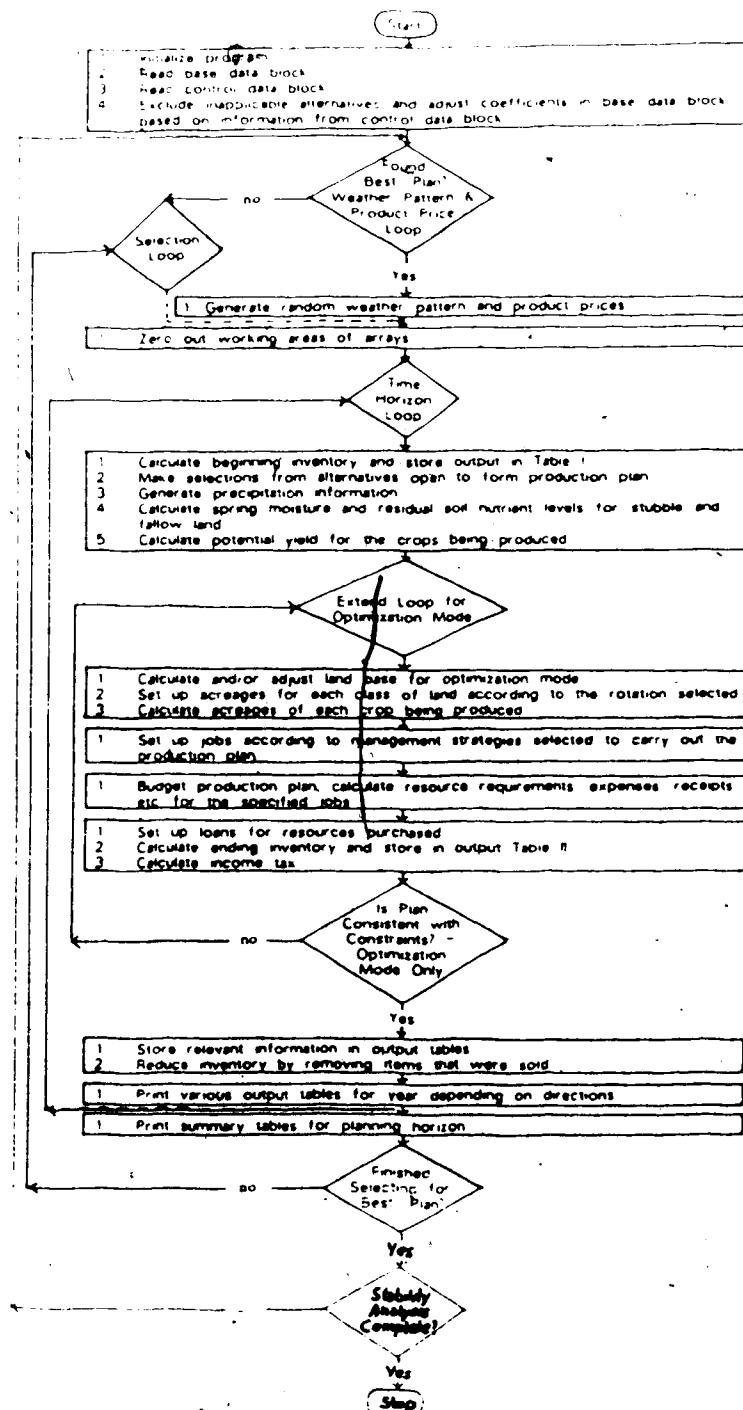 Start
1 Initialize program
2 Read base data block
3 Read control data block
4 Exclude inapplicable alternatives and adjust coefficients in base data block
based on information from control data block
Found
Best Plan?
Weather Pattern &
Product Price
Loop
no
Selection
Loop
Yes
1 Generate random weather pattern and product prices
1 Zero out working areas of arrays
Time
Horizon
Loop
1 Calculate beginning inventory and store output in Table I
2 Make selections from alternatives open to form production plan
3 Generate precipitation information
4 Calculate spring moisture and residual soil nutrient levels for stubble and
fallow land
5 Calculate potential yield for the crops being produced
Extend Loop for
Optimization Mode
1 Calculate and/or adjust land base for optimization mode
2 Set up acreages for each class of land according to the rotation selected
3 Calculate acreages of each crop being produced
1 Set up jobs according to management strategies selected to carry out the
production plan
1 Budget production plan, calculate resource requirements expenses receipts
etc for the specified jobs
1 Set up loans for resources purchased
2 Calculate ending inventory and store in output Table II
3 Calculate income tax
Is Plan
Consistent with
Constraints? -
Optimization
Mode Only
no
Yes
1 Store relevant information in output tables
2 Reduce inventory by removing items that were sold
1 Print various output tables for year depending on directions
1 Print summary tables for planning horizon
Finished
Selecting for
Best Plan?
no
Yes
Stability
Analysis
Complete?
Yes
Stop